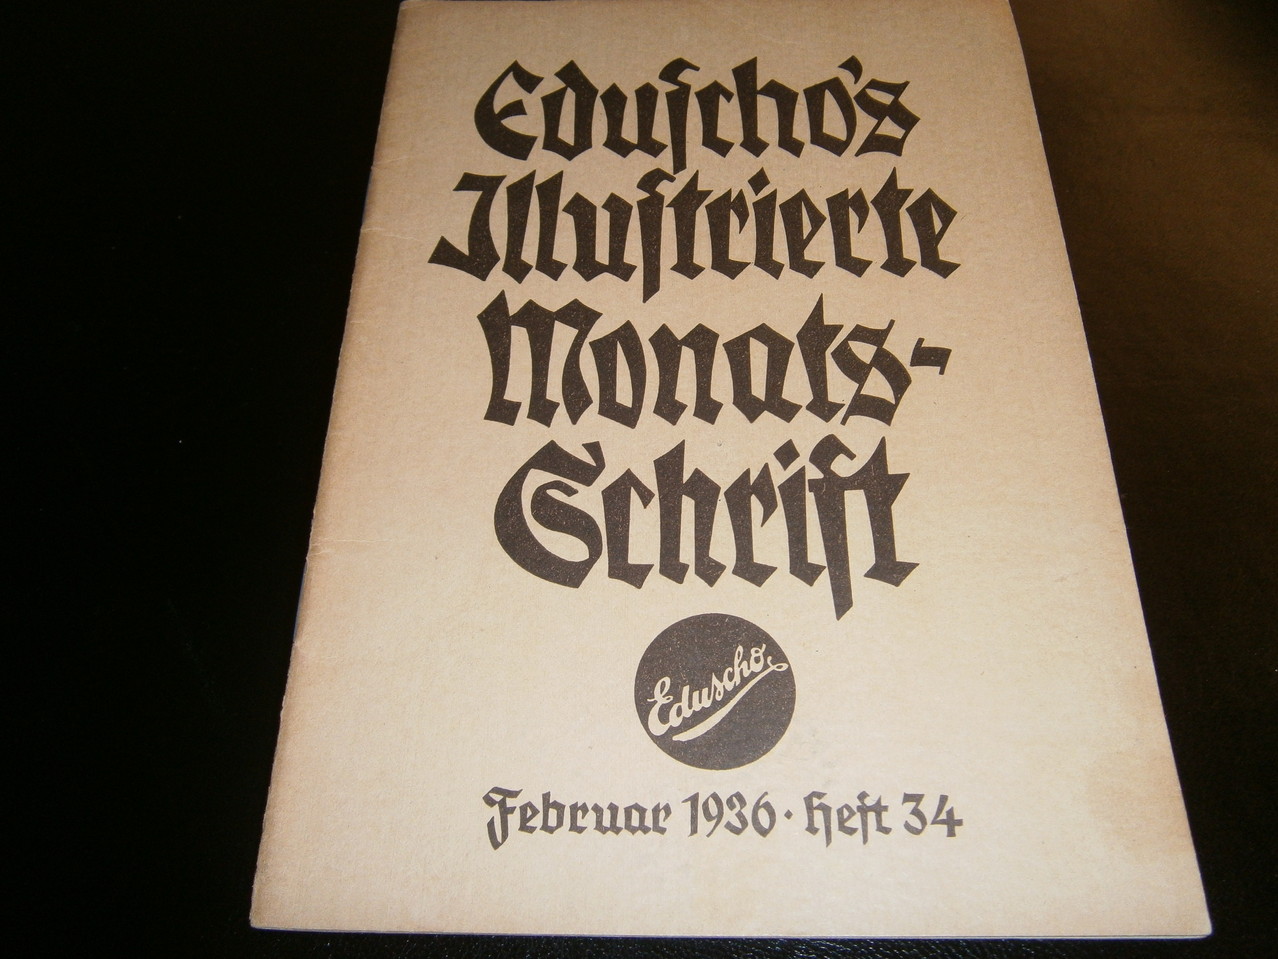 Eduscho's
Illustrierte
Monats-
Schrift
Eduscho
Februar 1936 · Heft 34